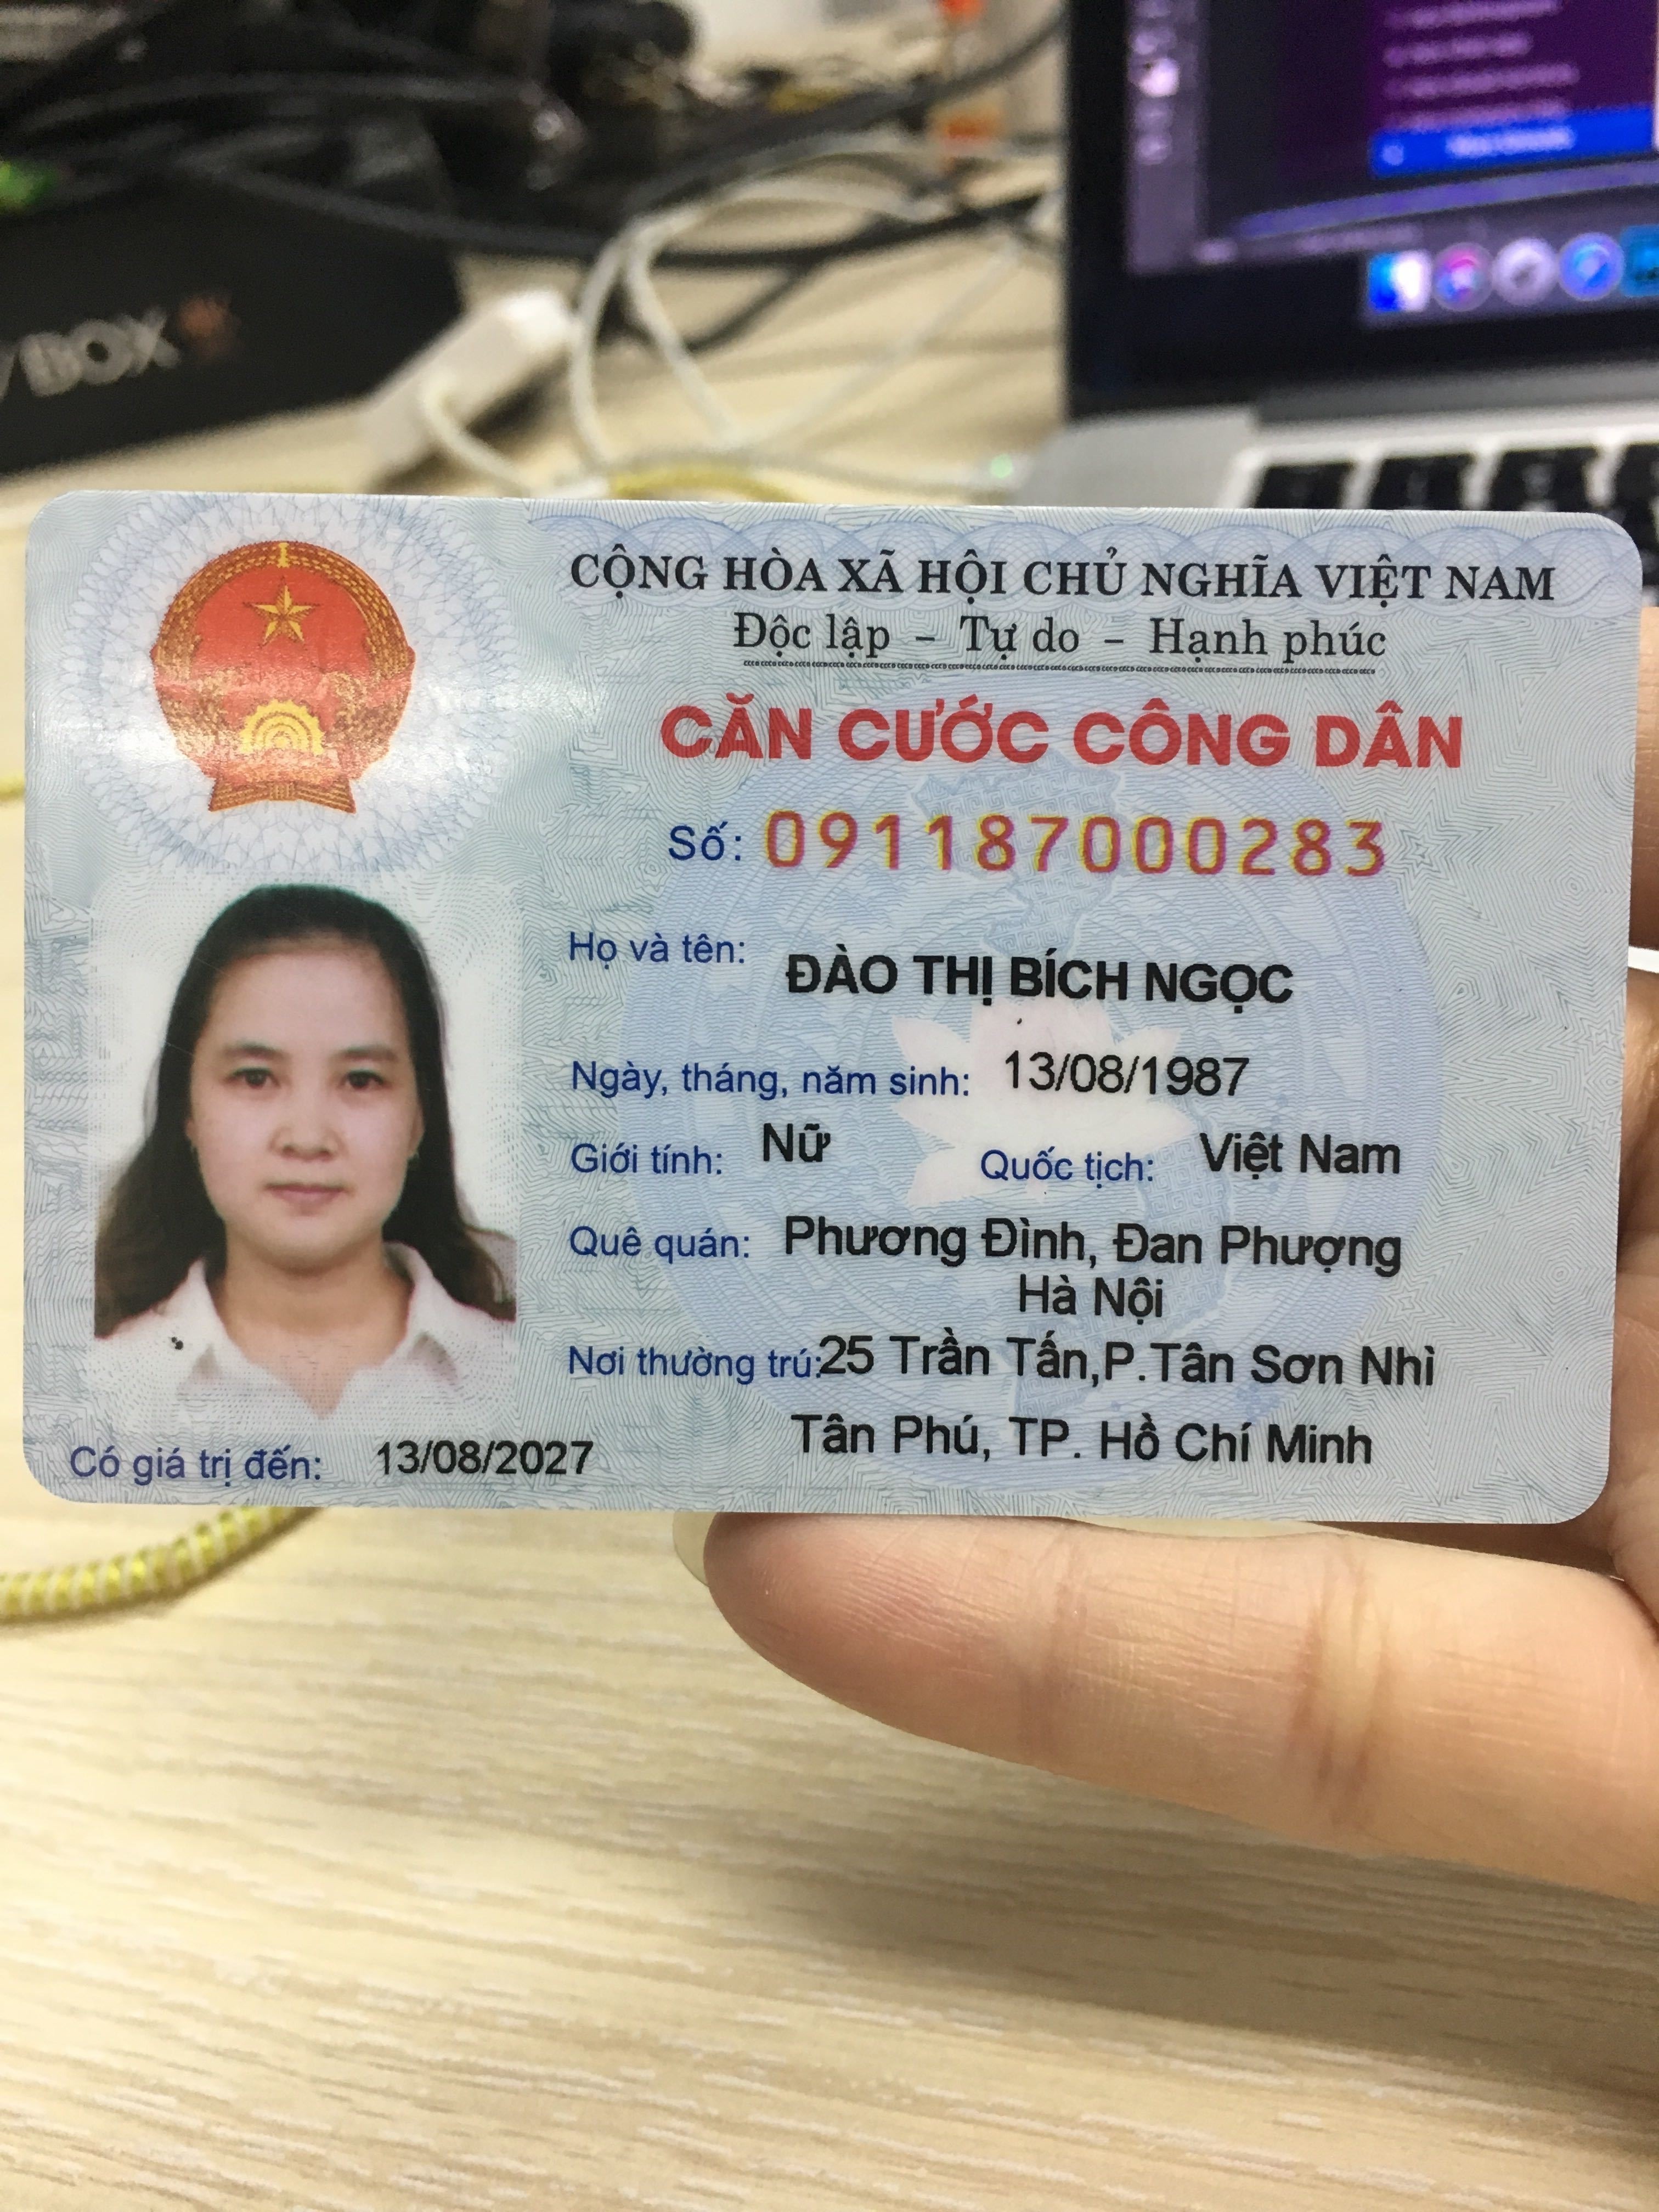 BOX
CỘNG HÒA XÃ HỘI CHỦ NGHĨA VIỆT NAM
Độc lập – Tự do – Hạnh phúc
CĂN CƯỚC CÔNG DÂN
Số: 091187000283
Họ và tên: ĐÀO THỊ BÍCH NGỌC
Ngày, tháng, năm sinh: 13/08/1987
Giới tính: Nữ Quốc tịch: Việt Nam
Quê quán: Phương Đình, Đan Phượng
Hà Nội
Nơi thường trú: 25 Trần Tấn,P.Tân Sơn Nhì
Tân Phú, TP. Hồ Chí Minh
Có giá trị đến: 13/08/2027